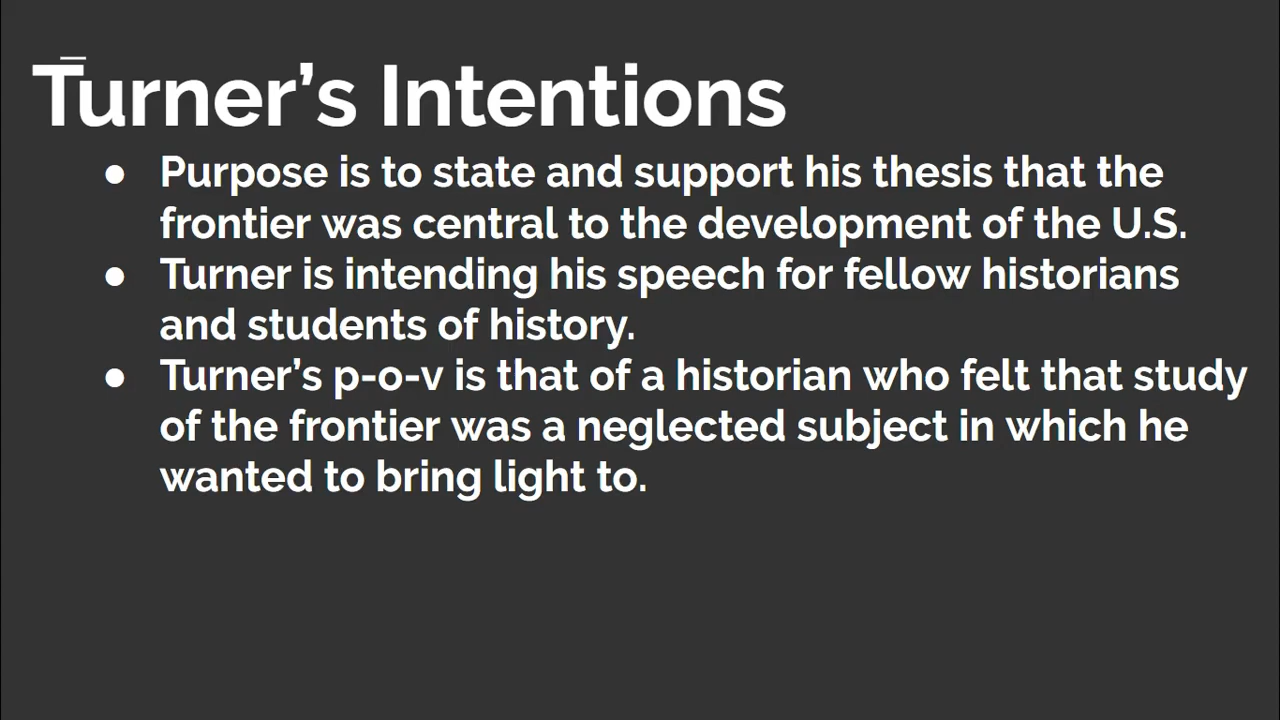 Turner’s Intentions
● Purpose is to state and support his thesis that the
frontier was central to the development of the U.S.
● Turner is intending his speech for fellow historians
and students of history.
● Turner’s p-o-v is that of a historian who felt that study
of the frontier was a neglected subject in which he
wanted to bring light to.